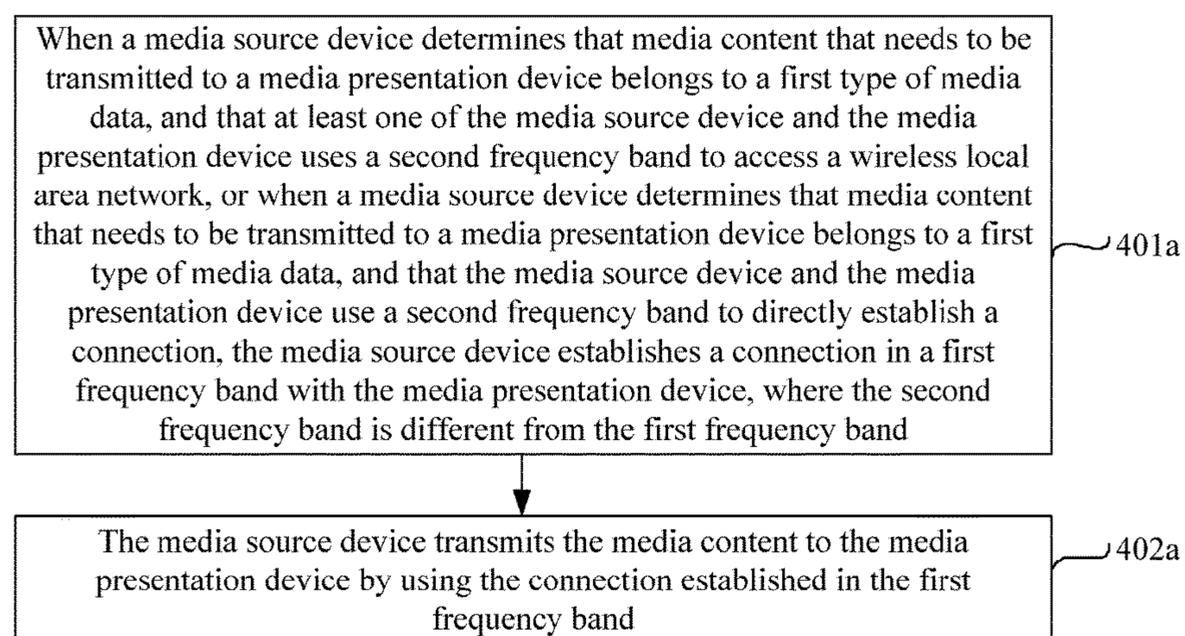 When a media source device determines that media content that needs to be
transmitted to a media presentation device belongs to a first type of media
data, and that at least one of the media source device and the media
presentation device uses a second frequency band to access a wireless local
area network, or when a media source device determines that media content
that needs to be transmitted to a media presentation device belongs to a first
type of media data, and that the media source device and the media
presentation device use a second frequency band to directly establish a
connection, the media source device establishes a connection in a first
frequency band with the media presentation device, where the second
frequency band is different from the first frequency band
401a
The media source device transmits the media content to the media
presentation device by using the connection established in the first
frequency band
402a